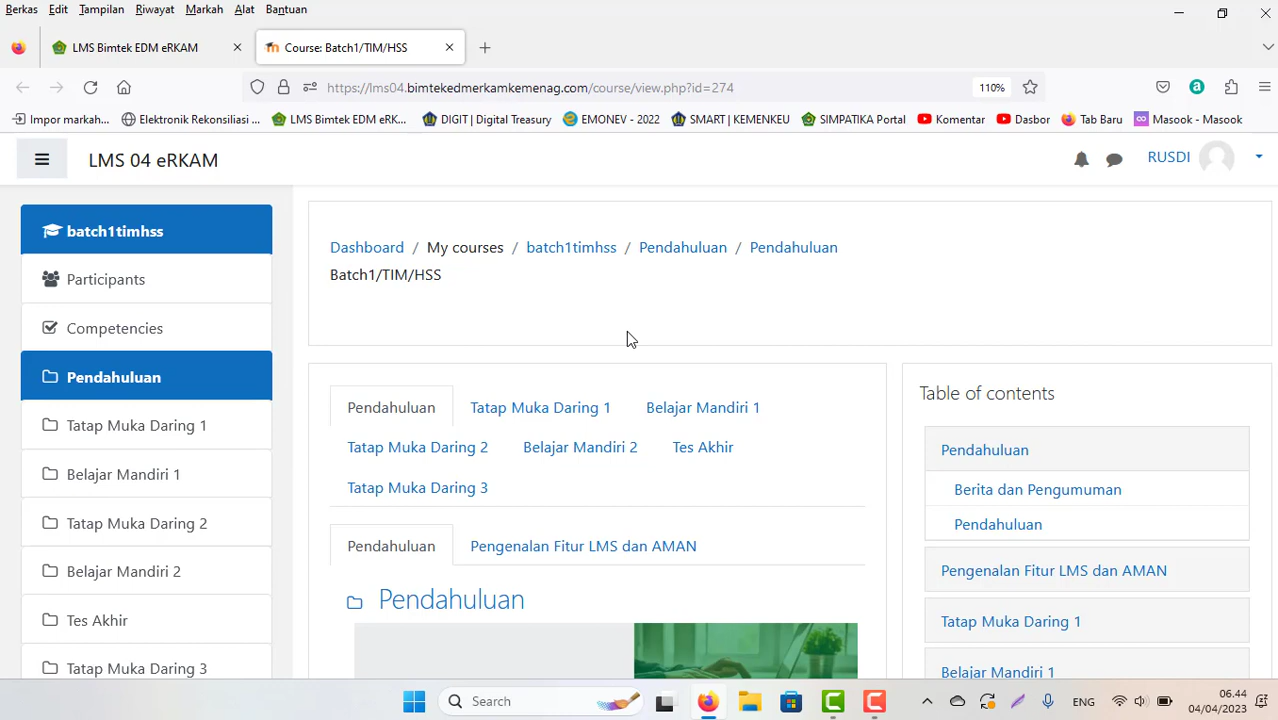 Berkas Edit Tampilan Riwayat Markah Alat Bantuan
LMS Bimtek EDM eRKAM
Course: Batch1/TIM/HSS
https://lms04.bimtekedmerkamkemenag.com/course/view.php?id=274
110%
Impor markah... Elektronik Rekonsiliasi ... LMS Bimtek EDM eRK... DIGIT | Digital Treasury EMONEV - 2022 SMART | KEMENKEU SIMPATIKA Portal Komentar Dasbor Tab Baru Masook - Masook
LMS 04 eRKAM
RUSDI
batch1timhss
Participants
Competencies
Pendahuluan
Tatap Muka Daring 1
Belajar Mandiri 1
Tatap Muka Daring 2
Belajar Mandiri 2
Tes Akhir
Tatap Muka Daring 3
Dashboard / My courses / batch1timhss / Pendahuluan / Pendahuluan
Batch1/TIM/HSS
Pendahuluan Tatap Muka Daring 1 Belajar Mandiri 1
Tatap Muka Daring 2 Belajar Mandiri 2 Tes Akhir
Tatap Muka Daring 3
Pendahuluan Pengenalan Fitur LMS dan AMAN
Pendahuluan
Table of contents
Pendahuluan
Berita dan Pengumuman
Pendahuluan
Pengenalan Fitur LMS dan AMAN
Tatap Muka Daring 1
Belajar Mandiri 1
Search
ENG
06.44
04/04/2023